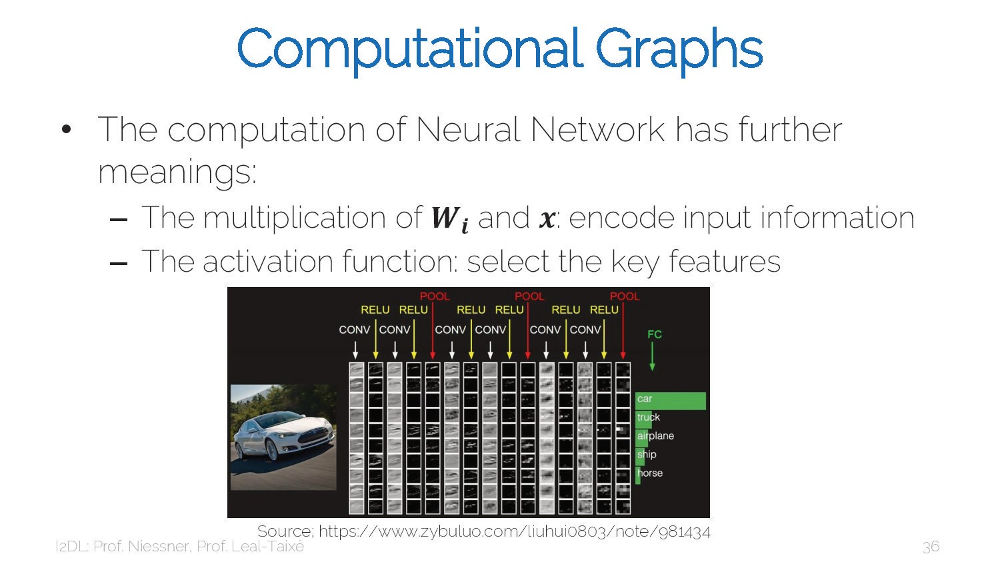 Computational Graphs
• The computation of Neural Network has further
meanings:
– The multiplication of W_i and x: encode input information
– The activation function: select the key features
POOL POOL POOL
RELU RELU RELU RELU RELU RELU
CONV CONV CONV CONV CONV CONV
FC
car
truck
airplane
ship
horse
Source; https://www.zybuluo.com/liuhui0803/note/981434
I2DL: Prof. Niessner, Prof. Leal-Taixé
36